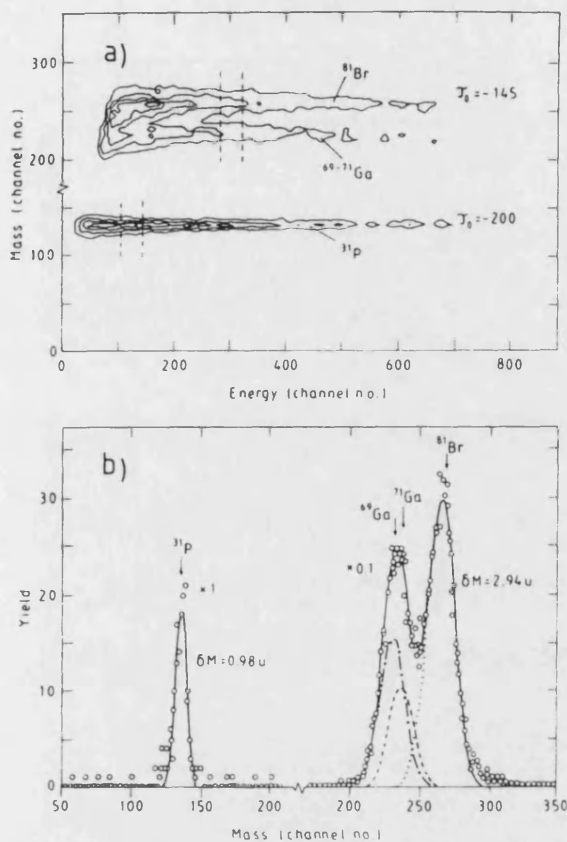 a)
300
200
100
0
Mass (channel no.)
⁸¹Br
J₀=-145
⁶⁹⁻⁷¹Ga
J₀=-200
³¹P
0 200 400 600 800
Energy (channel no.)
b)
30
20
10
0
Yield
³¹P
×1
δM=0.98u
⁶⁹Ga
⁷¹Ga
⁸¹Br
×0.1
δM=2.94u
50 100 150 200 200 250 300 350
Mass (channel no.)